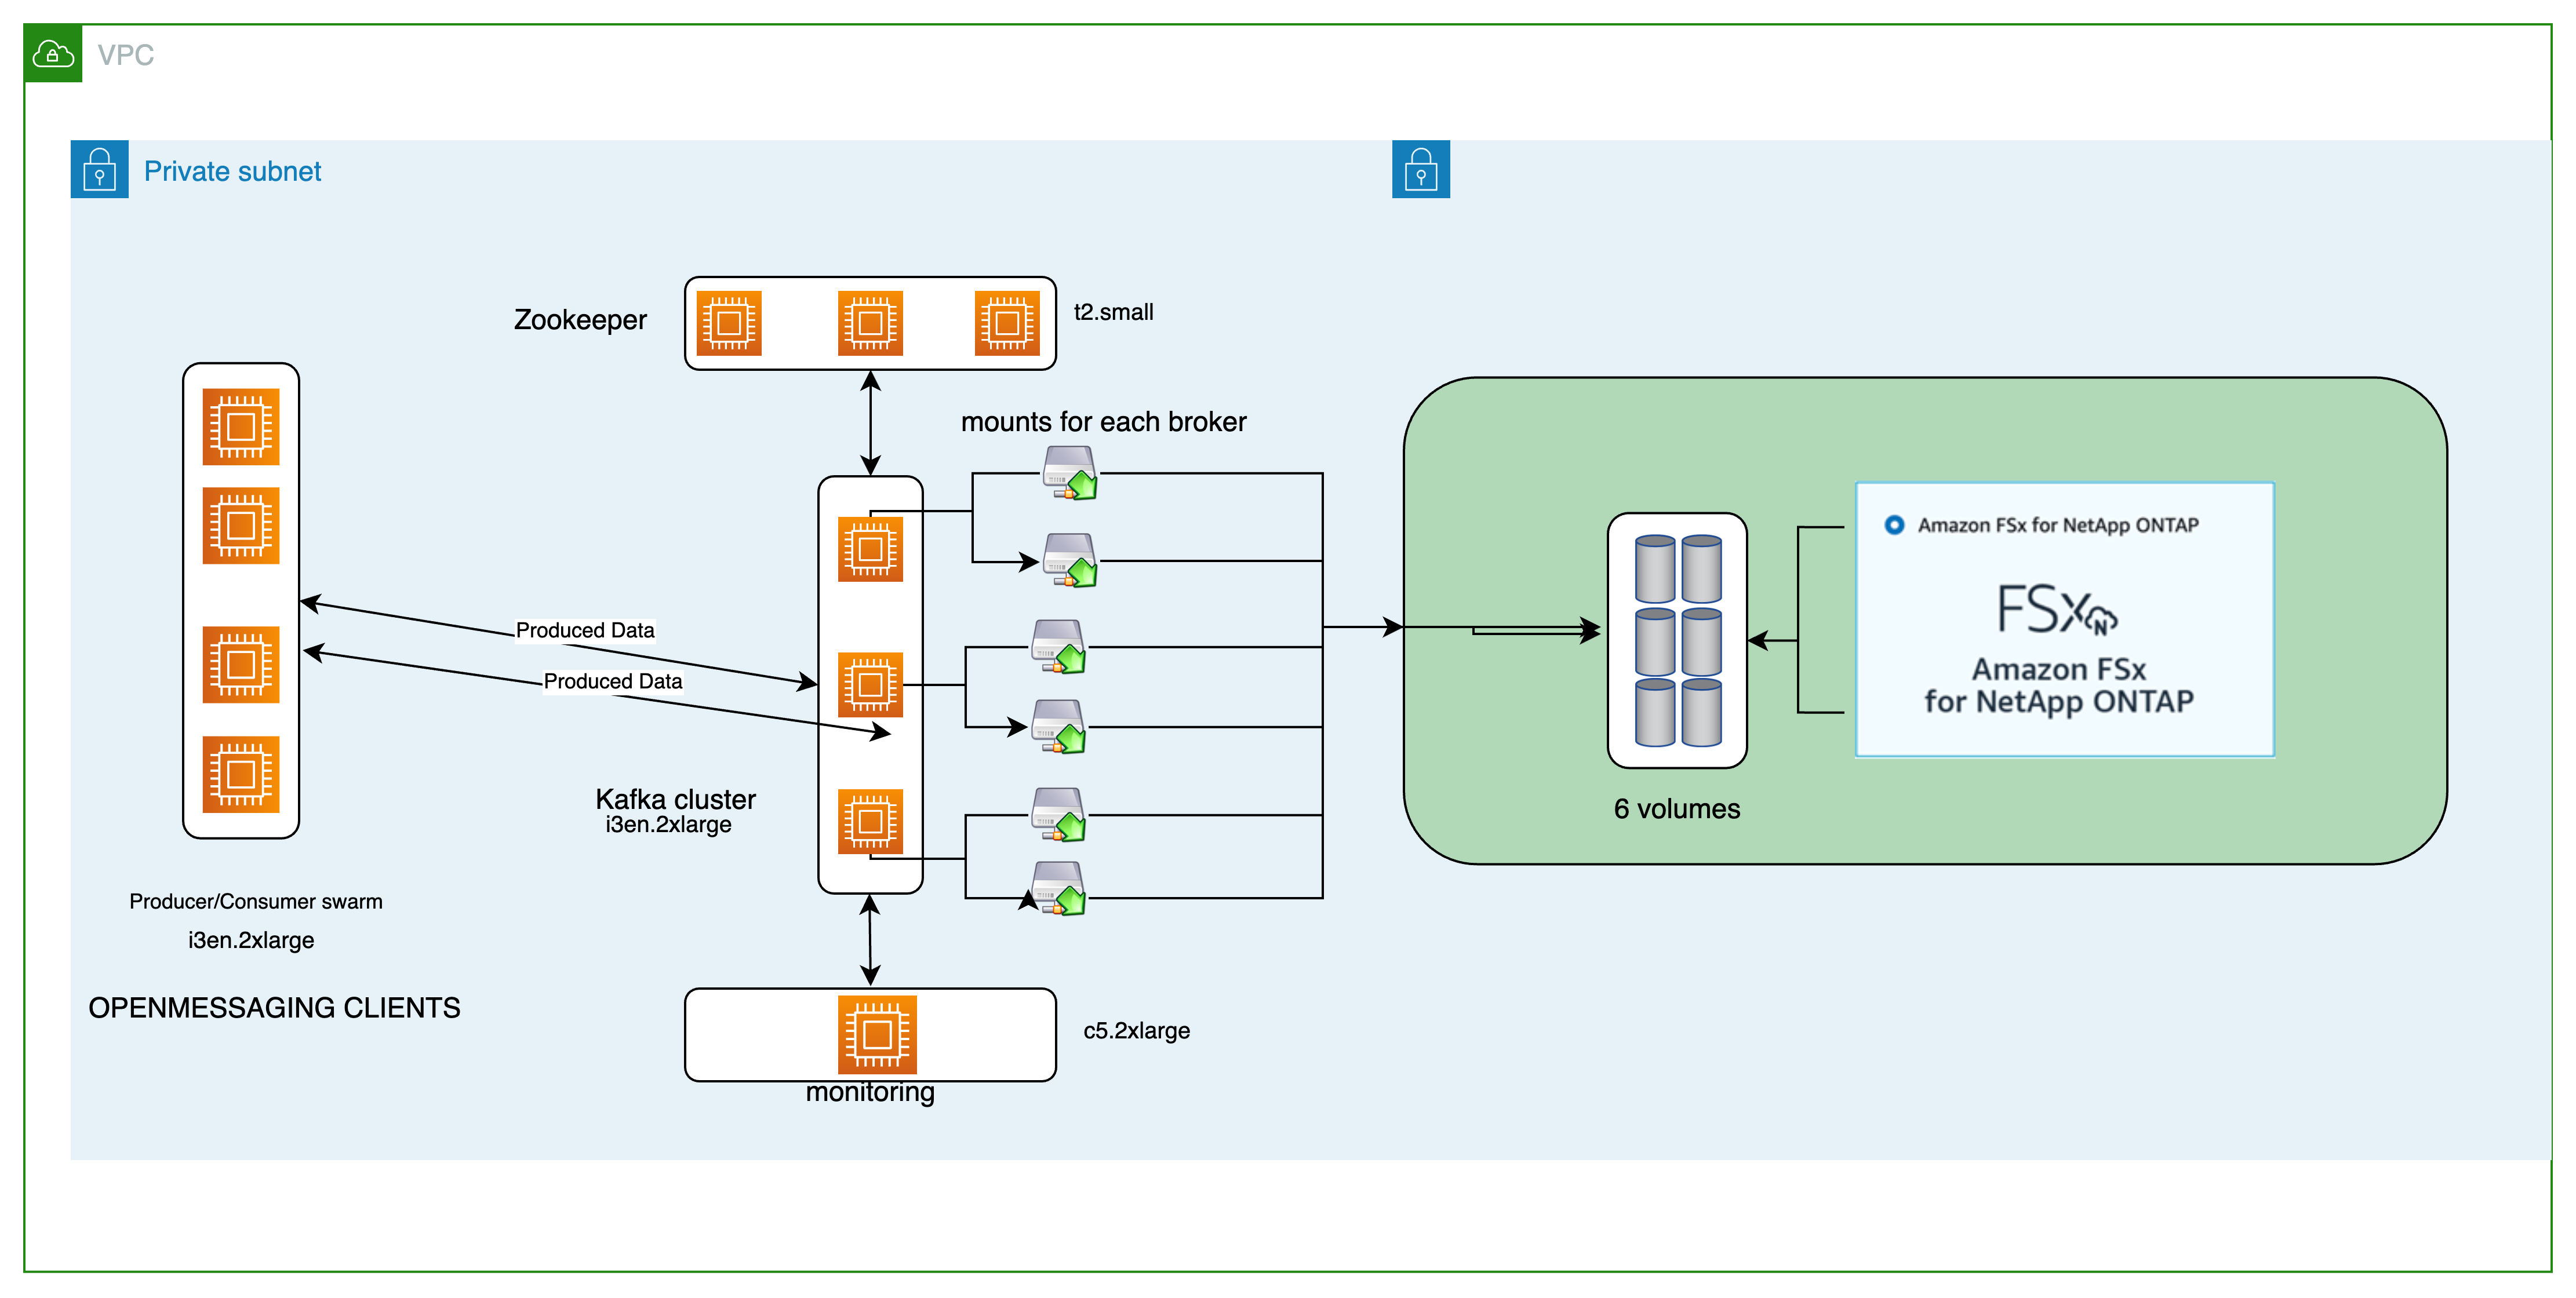 VPC
Private subnet
Zookeeper
t2.small
mounts for each broker
Produced Data
Produced Data
Kafka cluster
i3en.2xlarge
Producer/Consumer swarm
i3en.2xlarge
OPENMESSAGING CLIENTS
c5.2xlarge
monitoring
6 volumes
Amazon FSx for NetApp ONTAP
FSx
N
Amazon FSx
for NetApp ONTAP